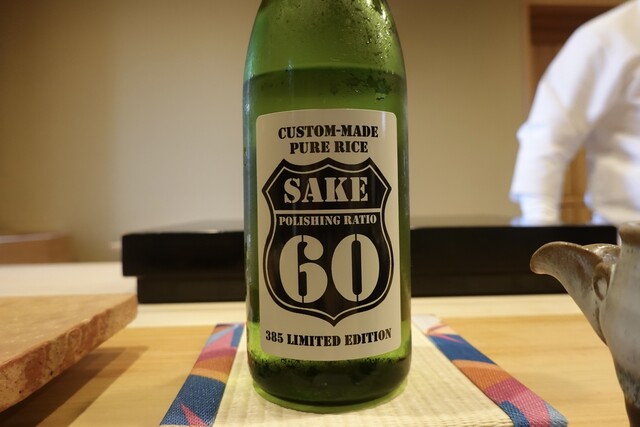 CUSTOM-MADE
PURE RICE
SAKE
POLISHING RATIO
60
385 LIMITED EDITION